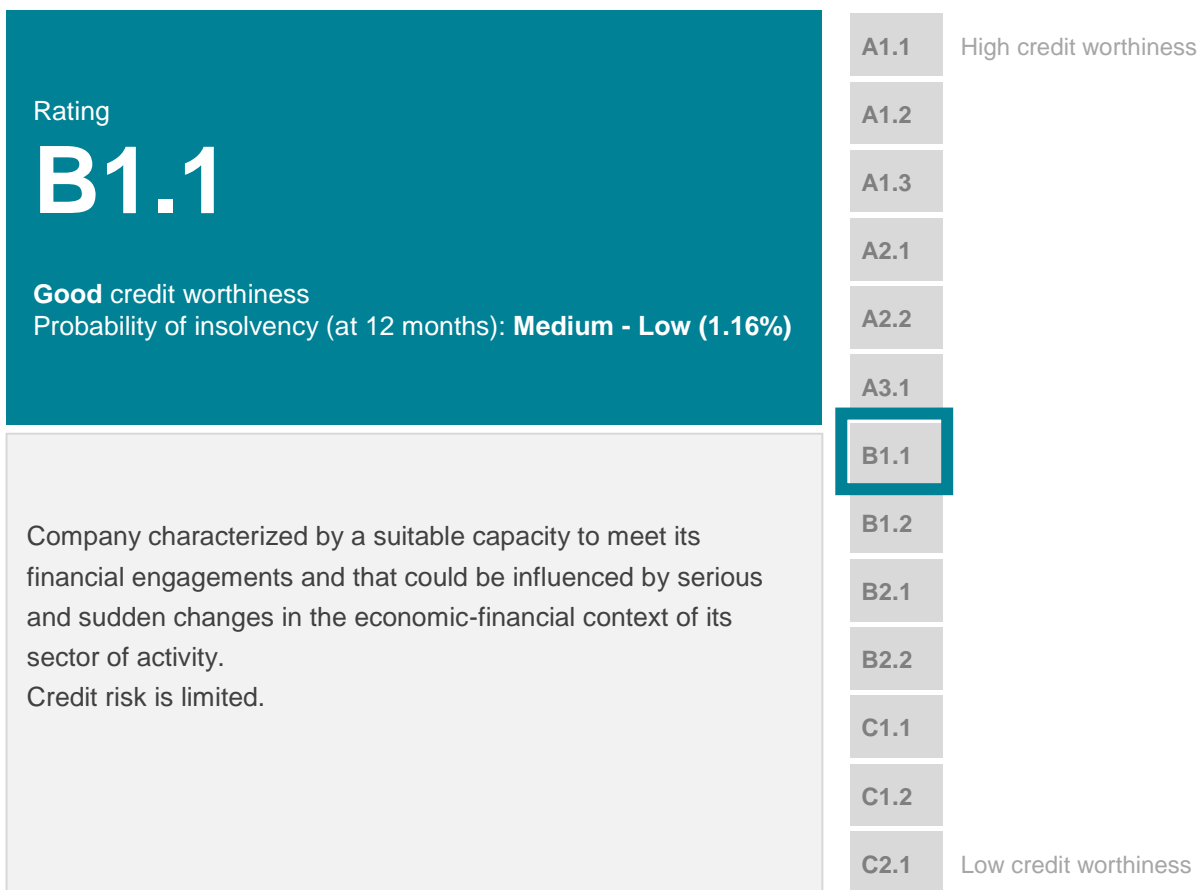 Rating
B1.1
Good credit worthiness
Probability of insolvency (at 12 months): Medium - Low (1.16%)
Company characterized by a suitable capacity to meet its
financial engagements and that could be influenced by serious
and sudden changes in the economic-financial context of its
sector of activity.
Credit risk is limited.
A1.1 High credit worthiness
A1.2
A1.3
A2.1
A2.2
A3.1
B1.1
B1.2
B2.1
B2.2
C1.1
C1.2
C2.1 Low credit worthiness